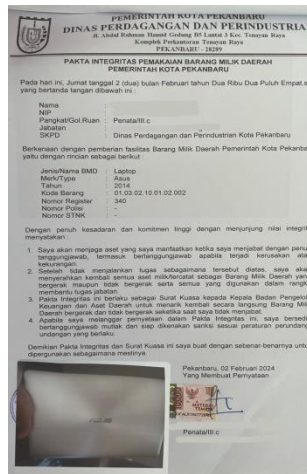 PEMERINTAH KOTA PEKANBARU
DINAS PERDAGANGAN DAN PERINDUSTRIA
Jl. Abdul Rahman Hamid Gedung B5 Lantai 3 Kec. Tenayan Raya
Komplek Perkantoran Tenayan Raya
PEKANBARU - 28289
PAKTA INTEGRITAS PEMAKAIAN BARANG MILIK DAERAH
PEMERINTAH KOTA PEKANBARU
Pada hari ini, Jumat tanggal 2 (dua) bulan Februari tahun Dua Ribu Dua Puluh Empat,s
yang bertanda tangan dibawah ini :
Nama :
NIP :
Pangkat/Gol.Ruan : Penata/III.c
Jabatan :
SKPD : Dinas Perdagangan dan Perindustrian Kota Pekanbaru
Berkenaan dengan pemberian fasilitas Barang Milik Daerah Pemerintah Kota Pekanba
yaitu dengan rincian sebagai berikut :
Jenis/Nama BMD : Laptop
Merk/Type : Asus
Tahun : 2014
Kode Barang : 01.03.02.10.01.02.002
Nomor Register : 340
Nomor Polisi : -
Nomor STNK : -
Dengan penuh kesadaran dan komitmen tinggi dengan menjunjung nilai integrit
menyatakan :
1. Saya akan menjaga aset yang saya manfaatkan ketika saya menjabat dengan penu
tanggungjawab, termasuk bertanggungjawab apabila terjadi kerusakan ata
kekurangan.
2. Setelah tidak menjalankan tugas sebagaimana tersebut diatas, saya aka
menyerahkan kembali semua aset milik/tercatat sebagai Barang Milik Daerah yan
bergerak maupun tidak bergerak serta semua yang digunakan dalam rangk
membantu tugas jabatan.
3. Pakta Integritas ini berlaku sebagai Surat Kuasa kepada Kepala Badan Pengelol
Keuangan dan Aset Daerah untuk menarik kembali secara langsung Barang Mili
Daerah bergerak dan tidak bergerak seketika saat saya tidak menjabat.
4. Apabila saya melanggar pernyataan dalam Pakta Integritas ini, saya bersedi
bertanggungjawab mutlak dan siap dikenakan sanksi sesuai peraturan perundang
undangan yang berlaku.
Demikian Pakta Integritas dan Surat Kuasa ini saya buat dengan sebenar-benarnya untu
dipergunakan sebagaimana mestinya.
Pekanbaru, 02 Februari 2024
Yang Membuat Pernyataan
Penata/III.c